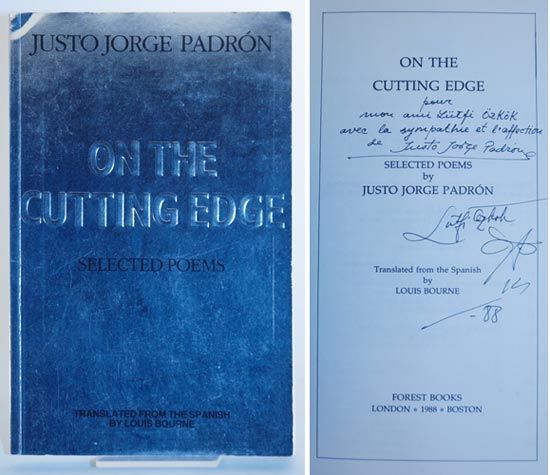 JUSTO JORGE PADRÓN
ON THE
CUTTING EDGE
SELECTED POEMS
TRANSLATED FROM THE SPANISH
BY LOUIS BOURNE
ON THE
CUTTING EDGE
pour
mon ami Lütfi Özkök
avec la sympathie et l'affection
de Justo Jorge Padrón
SELECTED POEMS
by
JUSTO JORGE PADRÓN
Lütfi Özkök
Translated from the Spanish
by
LOUIS BOURNE
-88
FOREST BOOKS
LONDON * 1988 * BOSTON